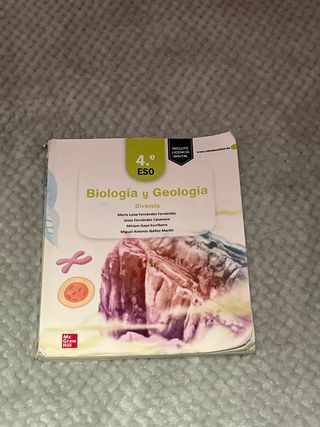 4.º
ESO
INCLUYE
LICENCIA
DIGITAL
Biología y Geología
Diversia
María Luisa Fernández Fernández
Jesús Fernández Casanova
Miriam Gayo Escribano
Miguel Antonio Ibáñez Martín
Mc
Graw
Hill